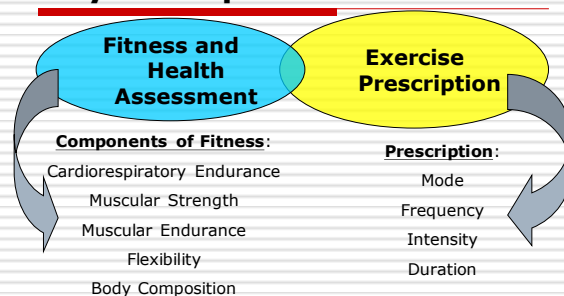 Fitness and
Health
Assessment
Exercise
Prescription
Components of Fitness:
Cardiorespiratory Endurance
Muscular Strength
Muscular Endurance
Flexibility
Body Composition
Prescription:
Mode
Frequency
Intensity
Duration